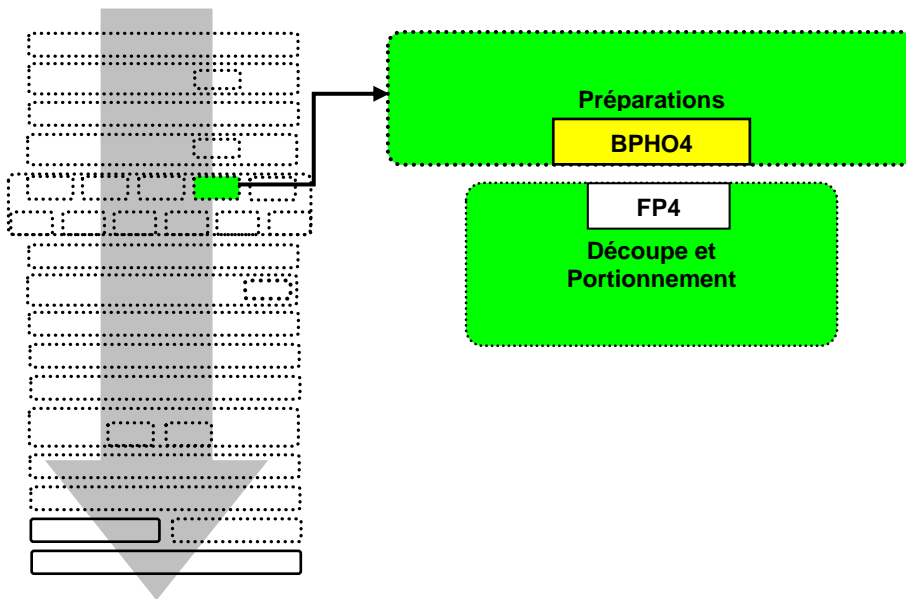 Préparations
BPHO4
FP4
Découpe et
Portionnement